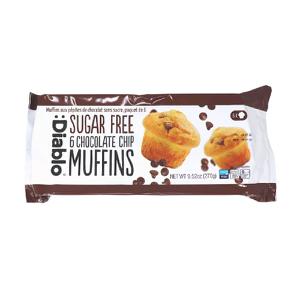 Muffins aux pépites de chocolat sans sucre, paquet de 6
:Diablo
SUGAR FREE
6 CHOCOLATE CHIP
MUFFINS
NET WT 9.52oz (270g)